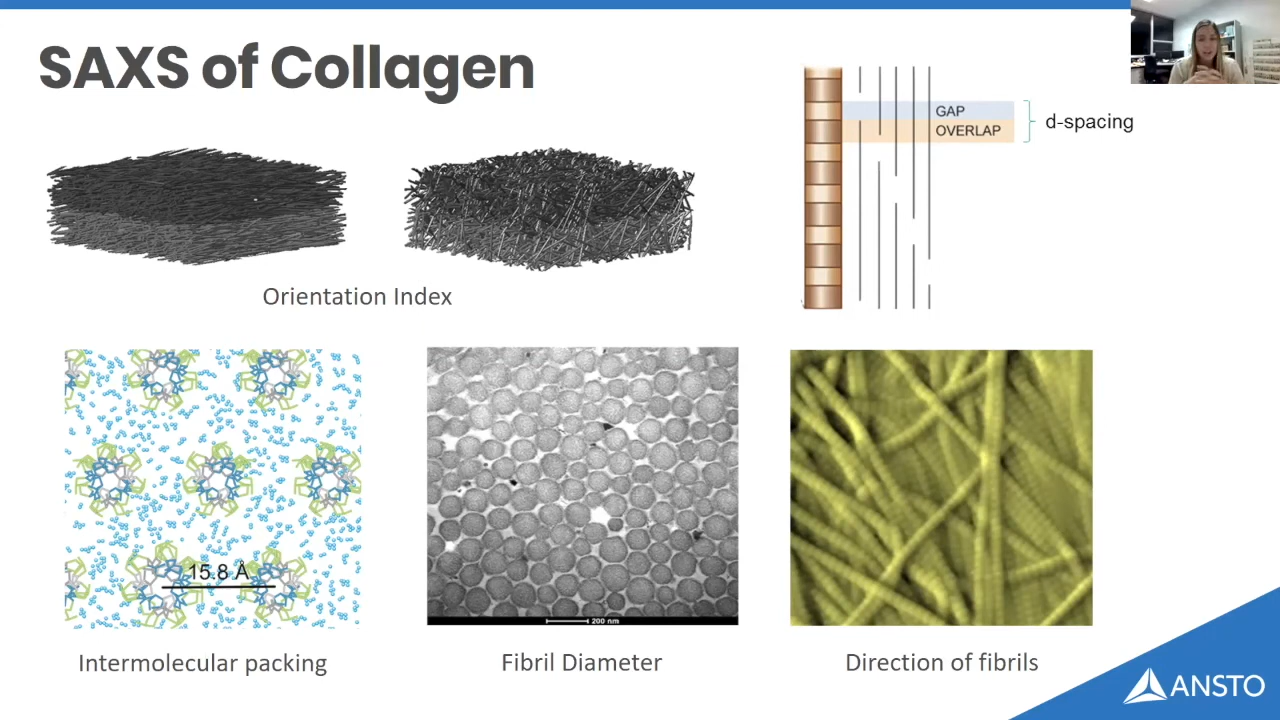 SAXS of Collagen
GAP
OVERLAP
d-spacing
Orientation Index
15.8 Å
200 nm
Intermolecular packing
Fibril Diameter
Direction of fibrils
ANSTO